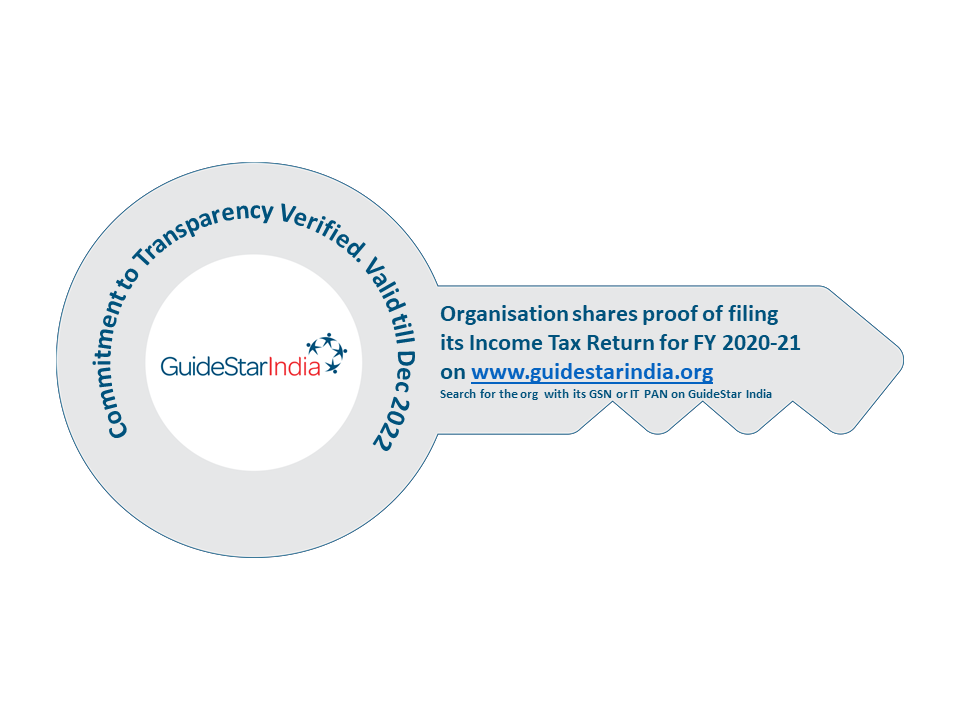 Commitment to Transparency Verified. Valid till Dec 2022
GuideStarIndia
Organisation shares proof of filing
its Income Tax Return for FY 2020-21
on www.guidestarindia.org
Search for the org with its GSN or IT PAN on GuideStar India